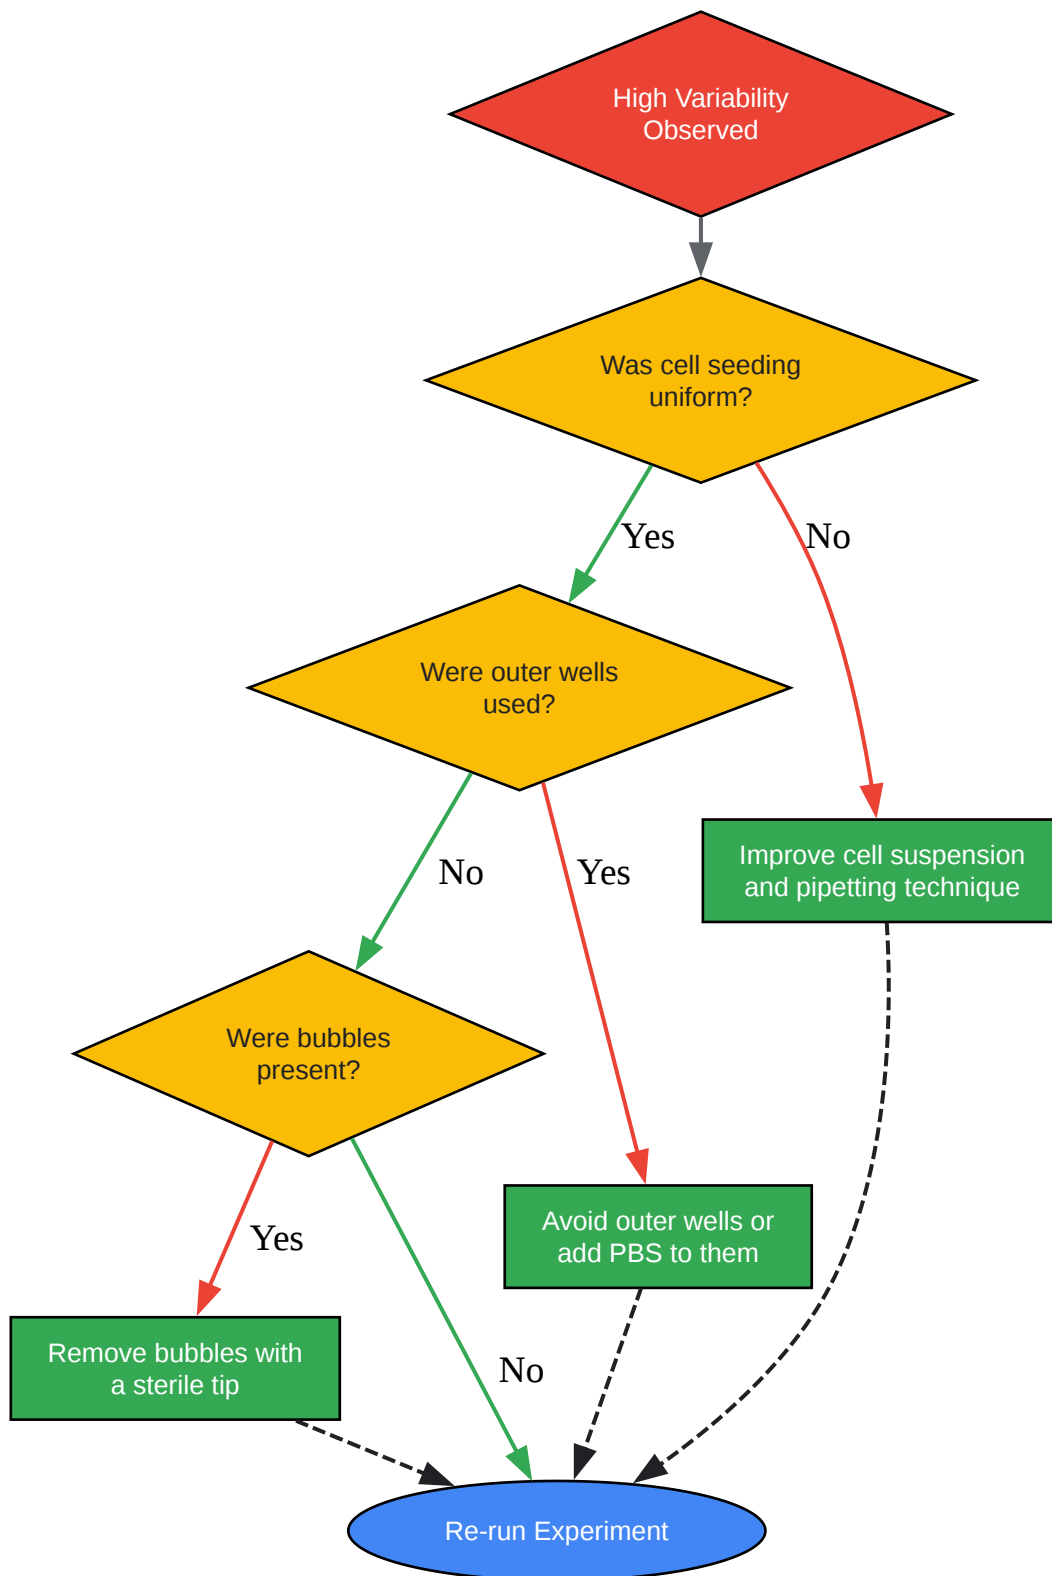 High Variability
Observed
Was cell seeding
uniform?
Yes
No
Were outer wells
used?
Improve cell suspension
and pipetting technique
No
Yes
Were bubbles
present?
Avoid outer wells or
add PBS to them
Yes
Remove bubbles with
a sterile tip
No
Re-run Experiment